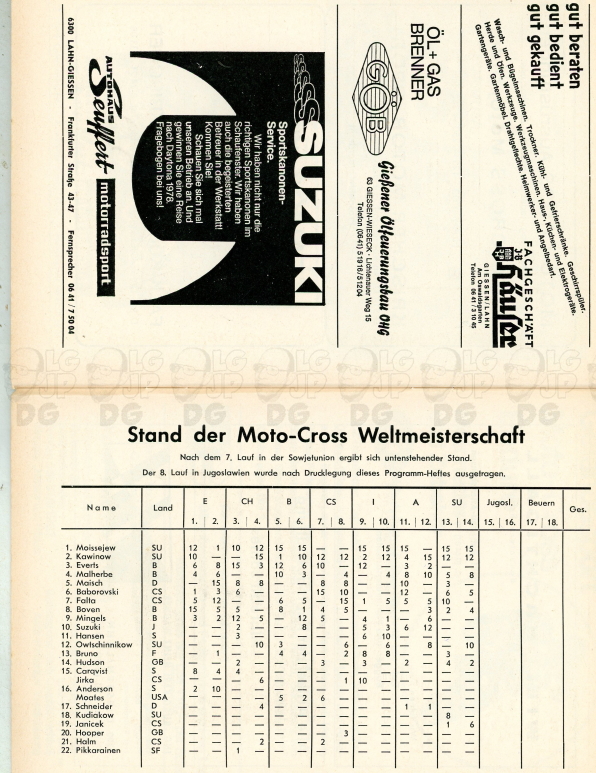 gut beraten
gut bedient
gut gekauft
Wasch- und Bügelmaschinen. Trockner. Kühl- und Gefrierschränke. Geschirrspüler.
Herde und Öfen. Werkzeuge. Werkzeugmaschinen. Haus-, Küchen- und Elektrogeräte.
Gartengeräte. Gartenmöbel. Drahtgeflechte. Heimwerker- und Angelbedarf.
FACHGESCHÄFT
J·B
Häuser
GIESSEN/LAHN
Am Oswaldsgarten
Telefon 06 41 / 3 10 45
ÖL + GAS
BRENNER
GÖB
Gießener Ölfeuerungsbau OHG
63 GIESSEN-WIESECK · Lichtenauer Weg 15
Telefon (0641) 51916/51204
SUZUKI
Sportskanonen-
Service.
Wir haben nicht nur die
richtigen Sportskanonen im
Schaufenster. Wir haben
auch die begeisterten
Betreuer in der Werkstatt!
Kommen Sie!
Schauen Sie sich mal
unseren Betrieb an. Und
gewinnen Sie eine Reise
nach Daytona 1978.
Fragebogen bei uns!
AUTOHAUS
Seuffert
motorradsport
6300 LAHN-GIESSEN · Frankfurter Straße 43-47 · Fernsprecher 06 41 / 7 50 04
Stand der Moto-Cross Weltmeisterschaft
Nach dem 7. Lauf in der Sowjetunion ergibt sich untenstehender Stand.
Der 8. Lauf in Jugoslawien wurde nach Drucklegung dieses Programm-Heftes ausgetragen.
Name Land E CH B CS I A SU Jugosl. Beuern Ges.
1. 2. 3. 4. 5. 6. 7. 8. 9. 10. 11. 12. 13. 14. 15. 16. 17. 18.
1. Moissejew SU 12 1 10 12 15 15 — — 15 15 15 — 15 15
2. Kawinow SU 10 — — 15 1 10 12 12 2 12 4 15 12 12
3. Everts B 6 8 15 3 12 6 10 — 12 — 3 2 — —
4. Malherbe B 4 6 — — 10 3 — 4 — 4 8 10 5 8
5. Maisch D — 15 8 8 — — 8 8 — — 10 — 3 —
6. Baborovski CS 1 3 6 — — — 15 10 — — 12 — 6 5
7. Falta CS 5 12 — — 6 5 — 15 1 5 5 5 10 —
8. Boven B 15 5 5 — 8 1 4 5 — — — 3 2 4
9. Mingels B 3 2 12 5 — 12 5 — 4 1 — 6 — —
10. Suzuki J — — 2 — — 8 — — 5 3 6 12 — —
11. Hansen S — — 3 — — — — — 6 10 — — — —
12. Owtschinnikow SU — — — 10 3 — — 6 — 6 — 8 — 10
13. Bruno F — 1 — — 4 4 — 2 8 8 — — 3 —
14. Hudson GB — — 2 — — — 3 — 3 — 2 — 4 2
15. Carqvist S 8 4 4 — — — — — — — — — — —
Jirka CS — — — 6 — — — 1 10 — — — — —
16. Anderson S 2 10 — — — — — — — — — — — —
Moates USA — — — — 5 2 6 — — — — — — —
17. Schneider D — — — 4 — — — — — — 1 1 — —
18. Kudiakow SU — — — — — — — — — — — — 8 —
19. Janicek CS — — — — — — — — — — — — 1 6
20. Hooper GB — — — — — — — 3 — — — — — —
21. Halm CS — — — 2 — — 2 — — — — — — —
22. Pikkarainen SF — — 1 — — — — — — — — — — —